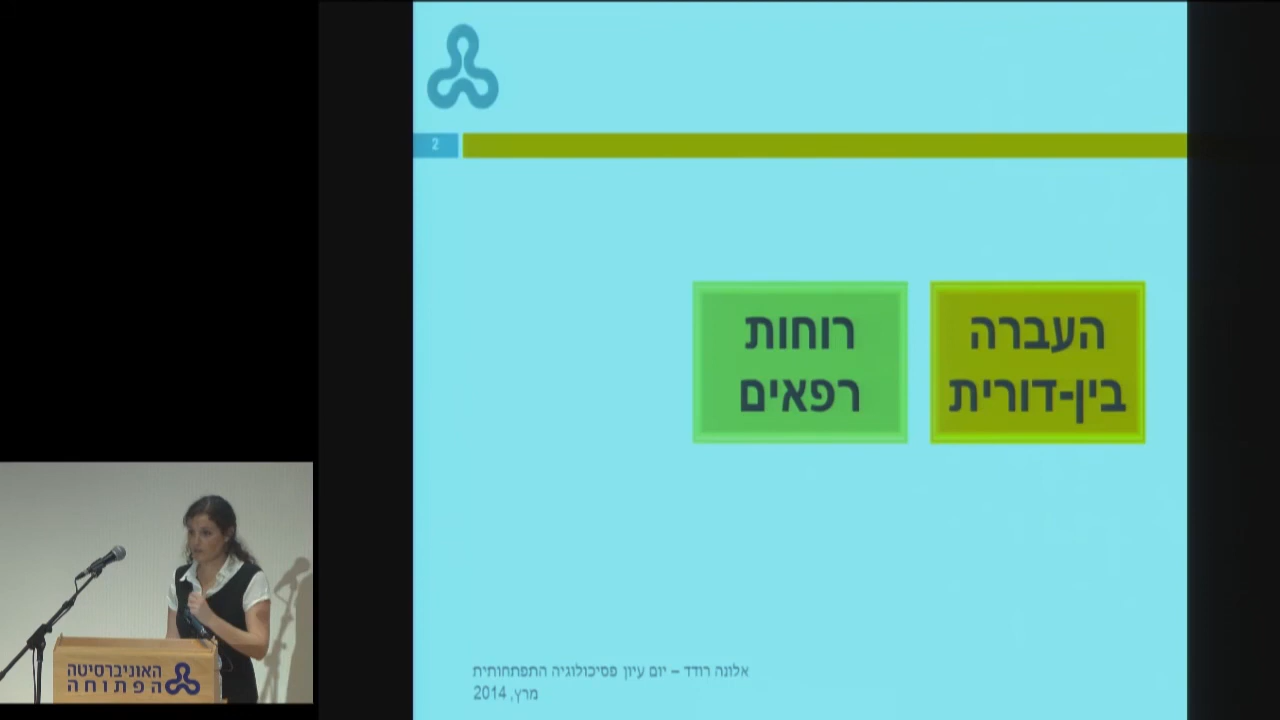 2
העברה
בין-דורית
רוחות
רפאים
אלונה רודד – יום עיון פסיכולוגיה התפתחותית
מרץ, 2014
האוניברסיטה
הפתוחה